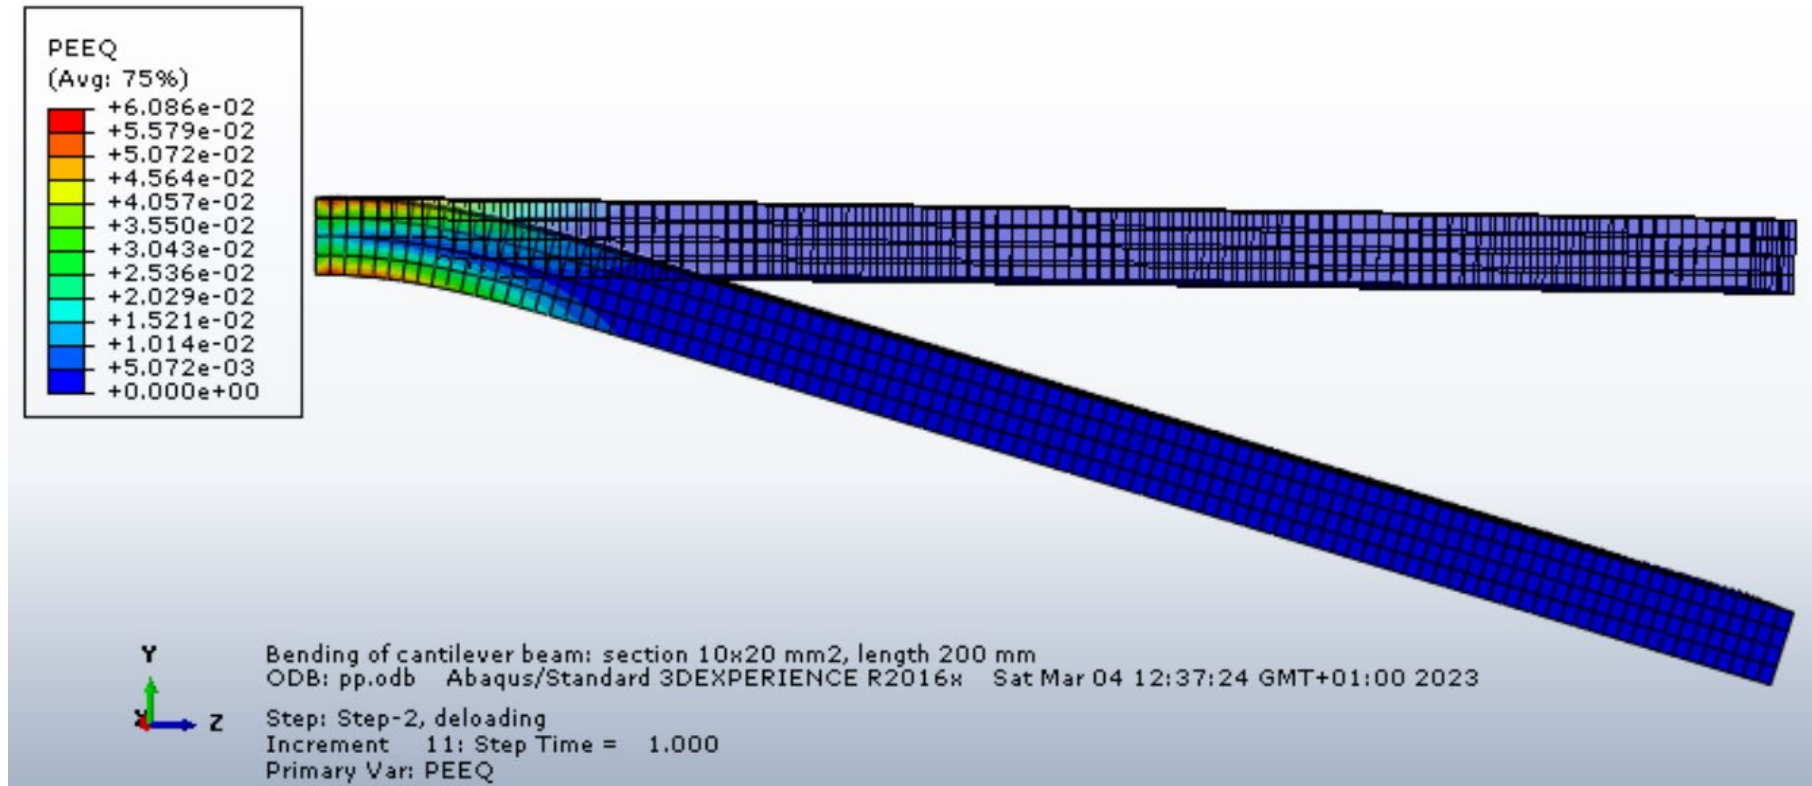 PEEQ
(Avg: 75%)
+6.086e-02
+5.579e-02
+5.072e-02
+4.564e-02
+4.057e-02
+3.550e-02
+3.043e-02
+2.536e-02
+2.029e-02
+1.521e-02
+1.014e-02
+5.072e-03
+0.000e+00
Y
X Z
Bending of cantilever beam: section 10x20 mm2, length 200 mm
ODB: pp.odb Abaqus/Standard 3DEXPERIENCE R2016x Sat Mar 04 12:37:24 GMT+01:00 2023
Step: Step-2, deloading
Increment 11: Step Time = 1.000
Primary Var: PEEQ